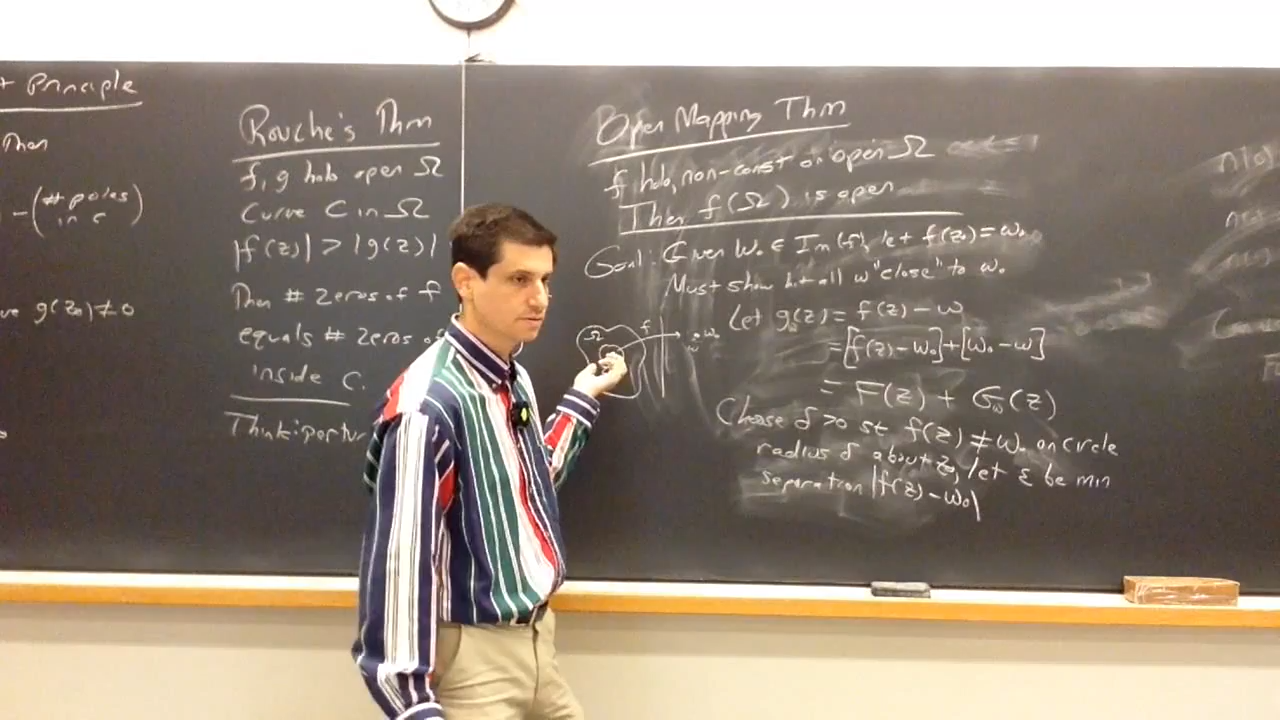 Principle
Then
- (# poles in c)
g(z₀) ≠ 0
Rouche's Thm
f, g holo open Ω
Curve C in Ω
|f(z)| > |g(z)|
Then # zeros of f
equals # zeros of
inside C.
Think: pertur
Open Mapping Thm
f holo, non-const on open Ω
Then f(Ω) is open
Goal: Given w₀ ∈ Im(f), let f(z₀) = w₀
Must show hit all w "close" to w₀
Let g(z) = f(z) - w
= [f(z) - w₀] + [w₀ - w]
= F(z) + G(z)
Choose δ > 0 st f(z) ≠ w₀ on circle
radius δ about z₀, let ε be min
separation |f(z) - w₀|
Ω f w₀
w